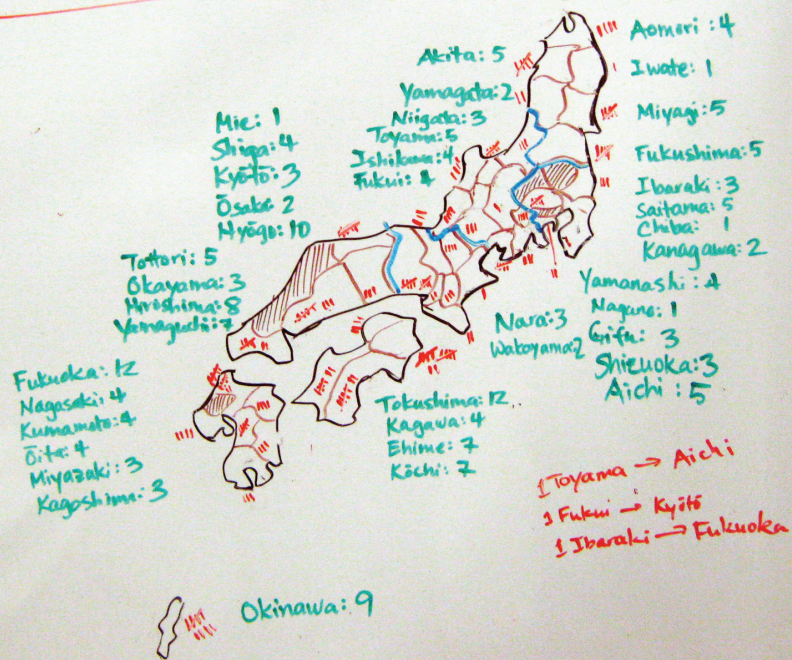 Aomori : 4
Iwate : 1
Miyagi : 5
Fukushima: 5
Ibaraki : 3
Saitama : 5
Chiba : 1
Kanagawa: 2
Yamanashi : 4
Nagano: 1
Gifu : 3
Shizuoka: 3
Aichi : 5
Akita: 5
Yamagata: 2
Niigata: 3
Toyama: 5
Ishikawa: 4
Fukui: 4
Mie: 1
Shiga: 4
Kyōtō: 3
Ōsaka: 2
Hyōgo: 10
Tottori: 5
Okayama: 3
Hiroshima: 8
Yamaguchi: 7
Nara: 3
Wakayama: 2
Fukuoka: 12
Nagasaki: 4
Kumamoto: 4
Ōita: 4
Miyazaki: 3
Kagoshima: 3
Tokushima: 12
Kagawa: 4
Ehime: 7
Kōchi: 7
Okinawa: 9
1 Toyama → Aichi
1 Fukui → Kyōtō
1 Ibaraki → Fukuoka